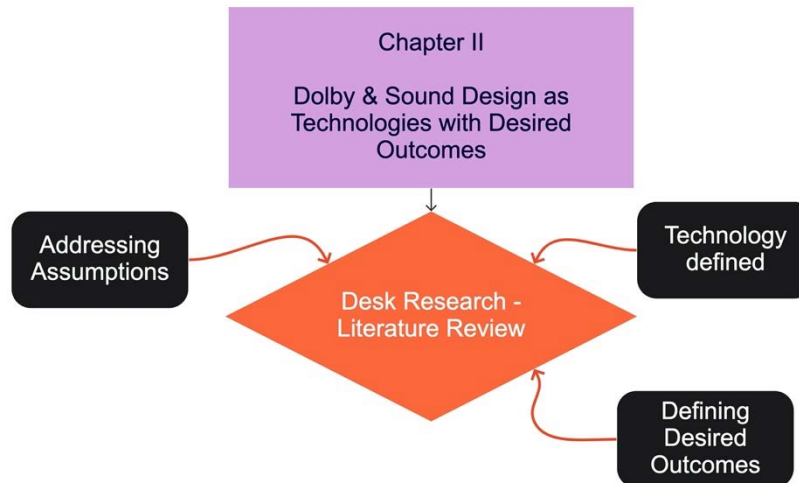 Chapter II
Dolby & Sound Design as
Technologies with Desired
Outcomes
Addressing
Assumptions
Technology
defined
Desk Research -
Literature Review
Defining
Desired
Outcomes